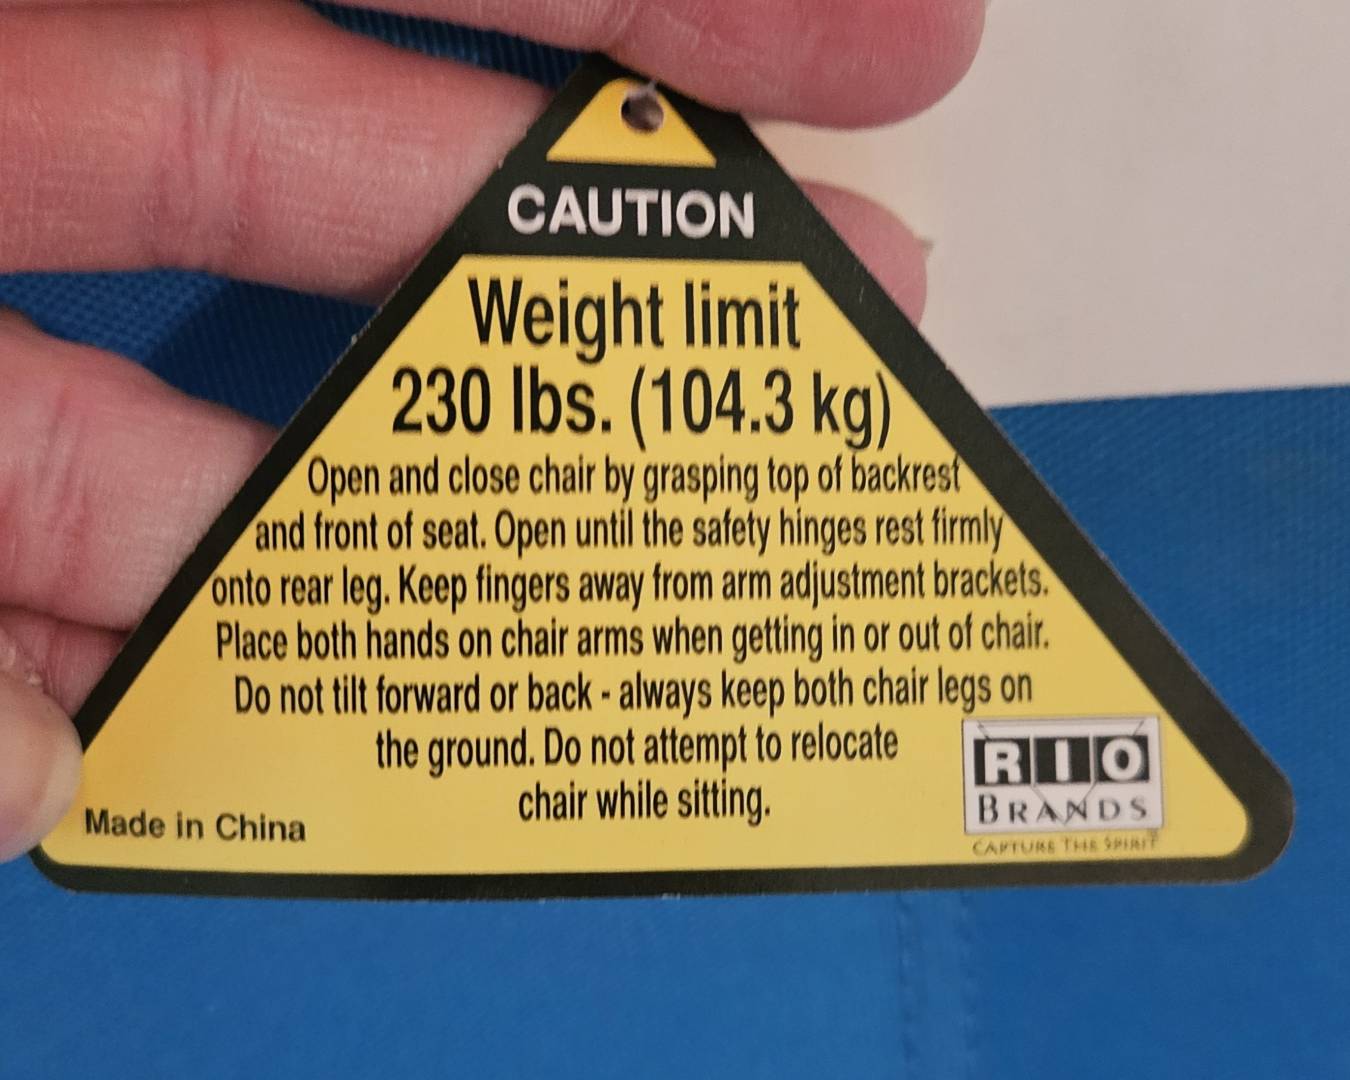 CAUTION
Weight limit
230 lbs. (104.3 kg)
Open and close chair by grasping top of backrest
and front of seat. Open until the safety hinges rest firmly
onto rear leg. Keep fingers away from arm adjustment brackets.
Place both hands on chair arms when getting in or out of chair.
Do not tilt forward or back - always keep both chair legs on
the ground. Do not attempt to relocate
chair while sitting.
Made in China
RIO
BRANDS
CAPTURE THE SPIRIT